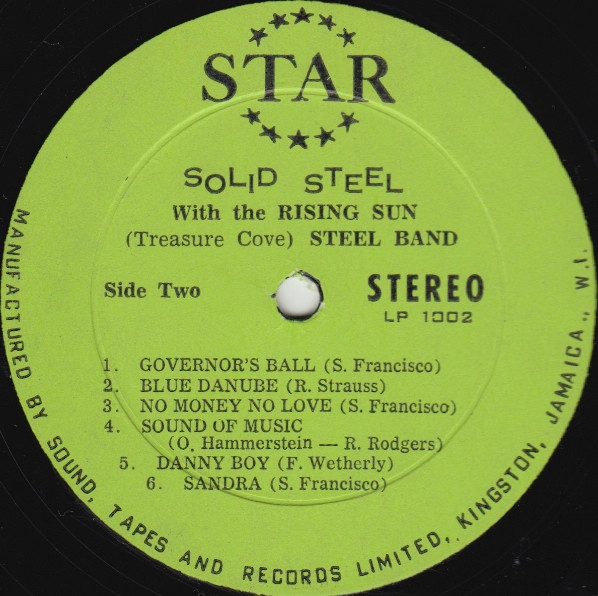 STAR
SOLID STEEL
With the RISING SUN
(Treasure Cove) STEEL BAND
Side Two
STEREO
LP 1002
1. GOVERNOR'S BALL (S. Francisco)
2. BLUE DANUBE (R. Strauss)
3. NO MONEY NO LOVE (S. Francisco)
4. SOUND OF MUSIC
(O. Hammerstein — R. Rodgers)
5. DANNY BOY (F. Wetherly)
6. SANDRA (S. Francisco)
MANUFACTURED BY SOUND, TAPES AND RECORDS LIMITED, KINGSTON, JAMAICA., W.I.